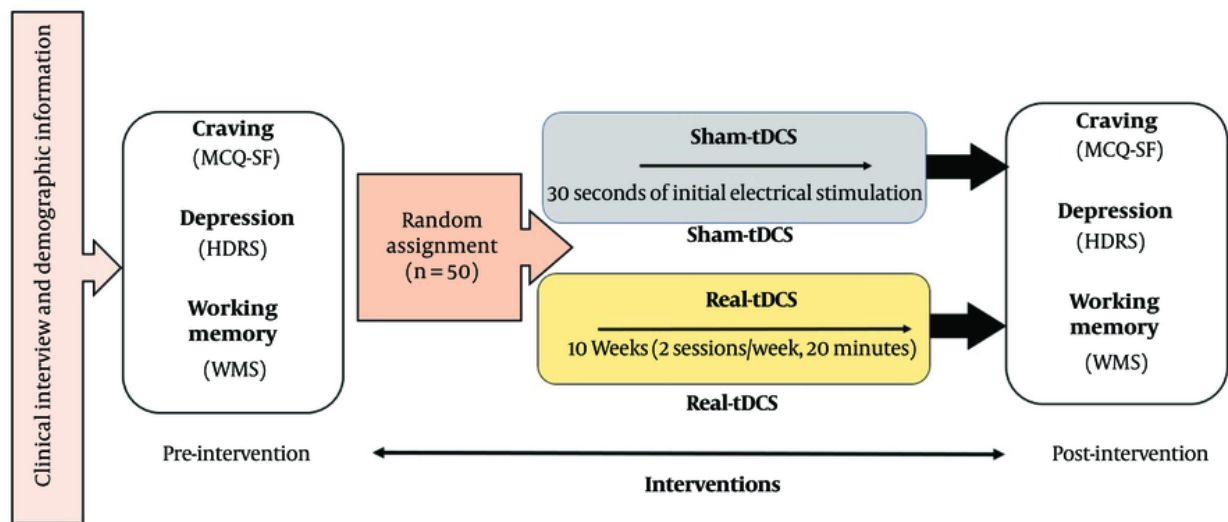 Clinical interview and demographic information
Craving
(MCQ-SF)
Depression
(HDRS)
Working
memory
(WMS)
Pre-intervention
Random
assignment
(n = 50)
Sham-tDCS
30 seconds of initial electrical stimulation
Sham-tDCS
Real-tDCS
10 Weeks (2 sessions/week, 20 minutes)
Real-tDCS
Interventions
Craving
(MCQ-SF)
Depression
(HDRS)
Working
memory
(WMS)
Post-intervention